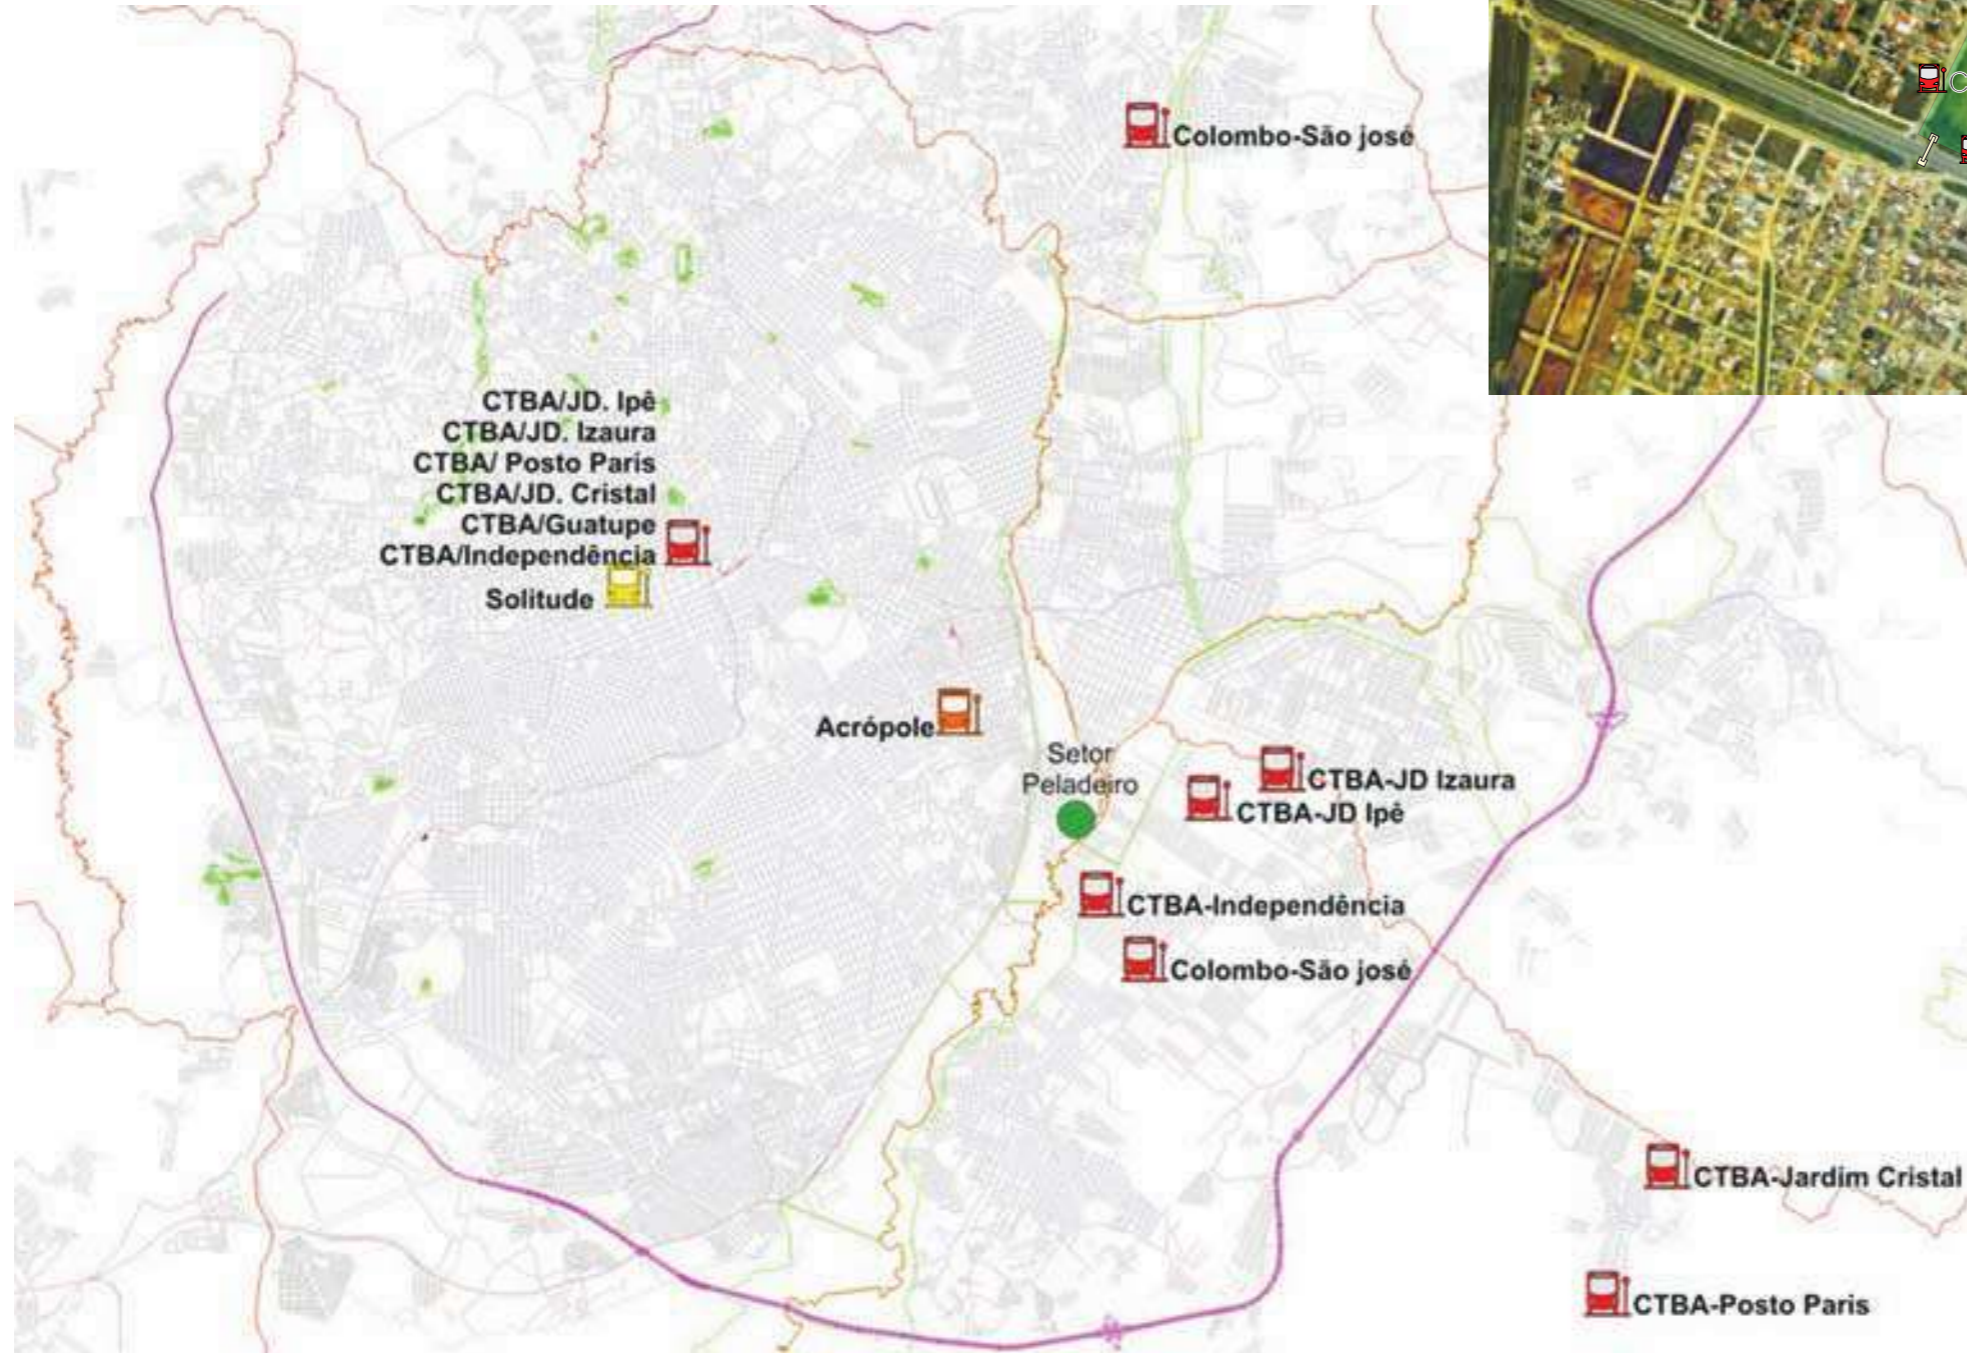 Colombo-São josé
CTBA/JD. Ipê
CTBA/JD. Izaura
CTBA/ Posto Paris
CTBA/JD. Cristal
CTBA/Guatupe
CTBA/Independência
Solitude
Acrópole
Setor
Peladeiro
CTBA-JD Izaura
CTBA-JD Ipê
CTBA-Independência
Colombo-São josé
CTBA-Jardim Cristal
CTBA-Posto Paris